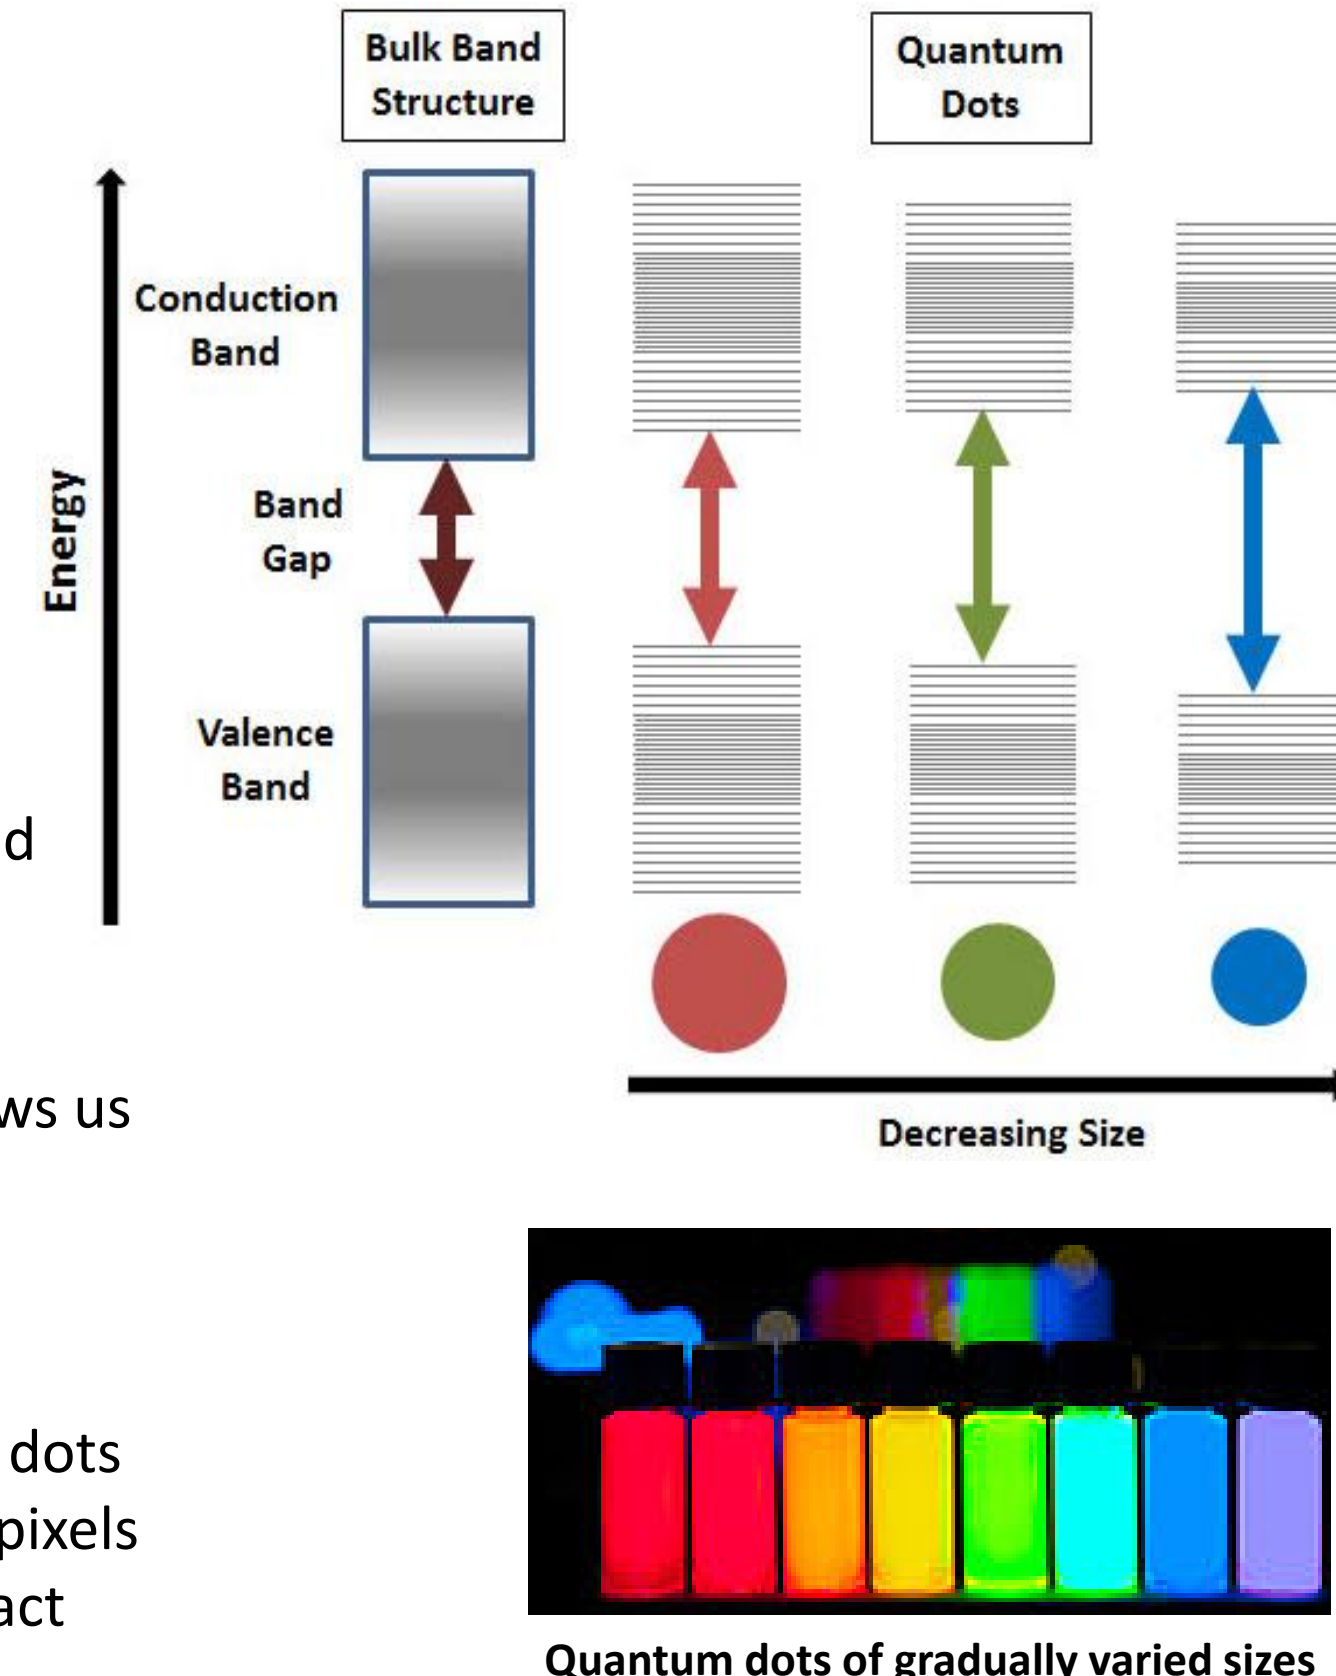 Bulk Band
Structure
Quantum
Dots
Conduction
Band
Energy
Band
Gap
Valence
Band
d
ws us
Decreasing Size
dots
pixels
act
Quantum dots of gradually varied sizes